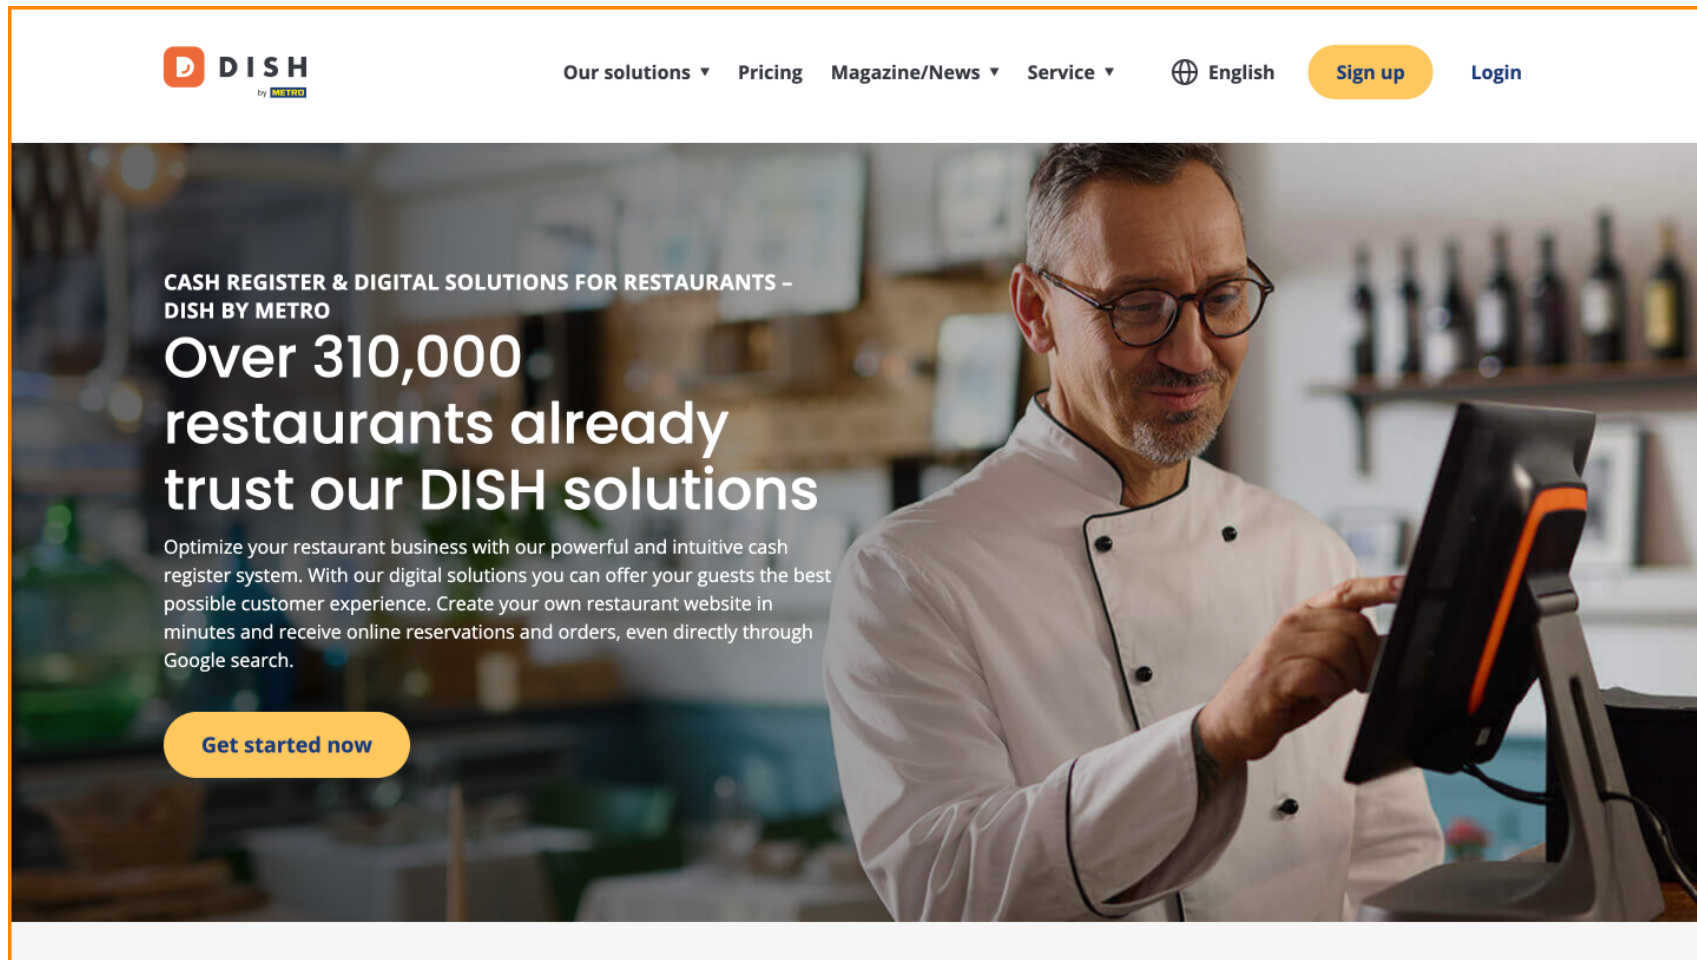 DISH
by METRO
Our solutions ▼ Pricing Magazine/News ▼ Service ▼ English Sign up Login
CASH REGISTER & DIGITAL SOLUTIONS FOR RESTAURANTS –
DISH BY METRO
Over 310,000
restaurants already
trust our DISH solutions
Optimize your restaurant business with our powerful and intuitive cash
register system. With our digital solutions you can offer your guests the best
possible customer experience. Create your own restaurant website in
minutes and receive online reservations and orders, even directly through
Google search.
Get started now